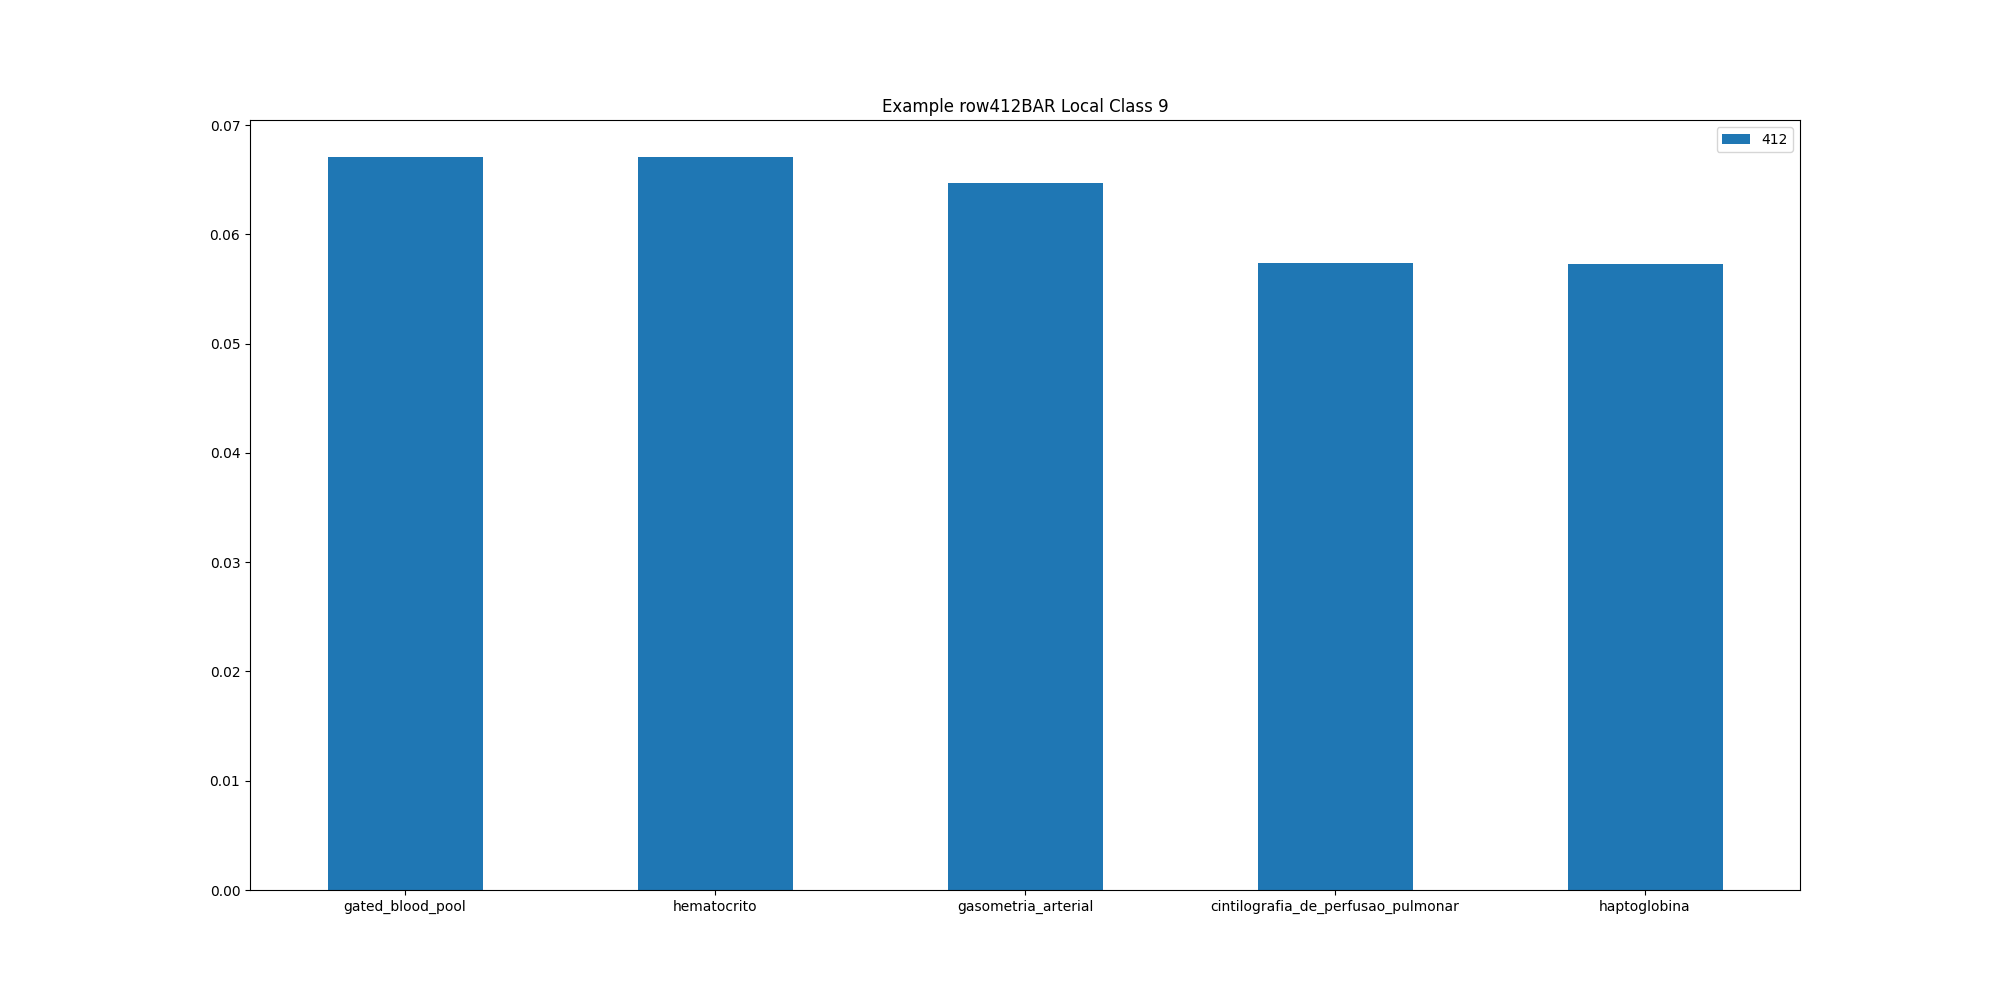 Example row412BAR Local Class 9
412
0.07
0.06
0.05
0.04
0.03
0.02
0.01
0.00
gated_blood_pool
hematocrito
gasometria_arterial
cintilografia_de_perfusao_pulmonar
haptoglobina